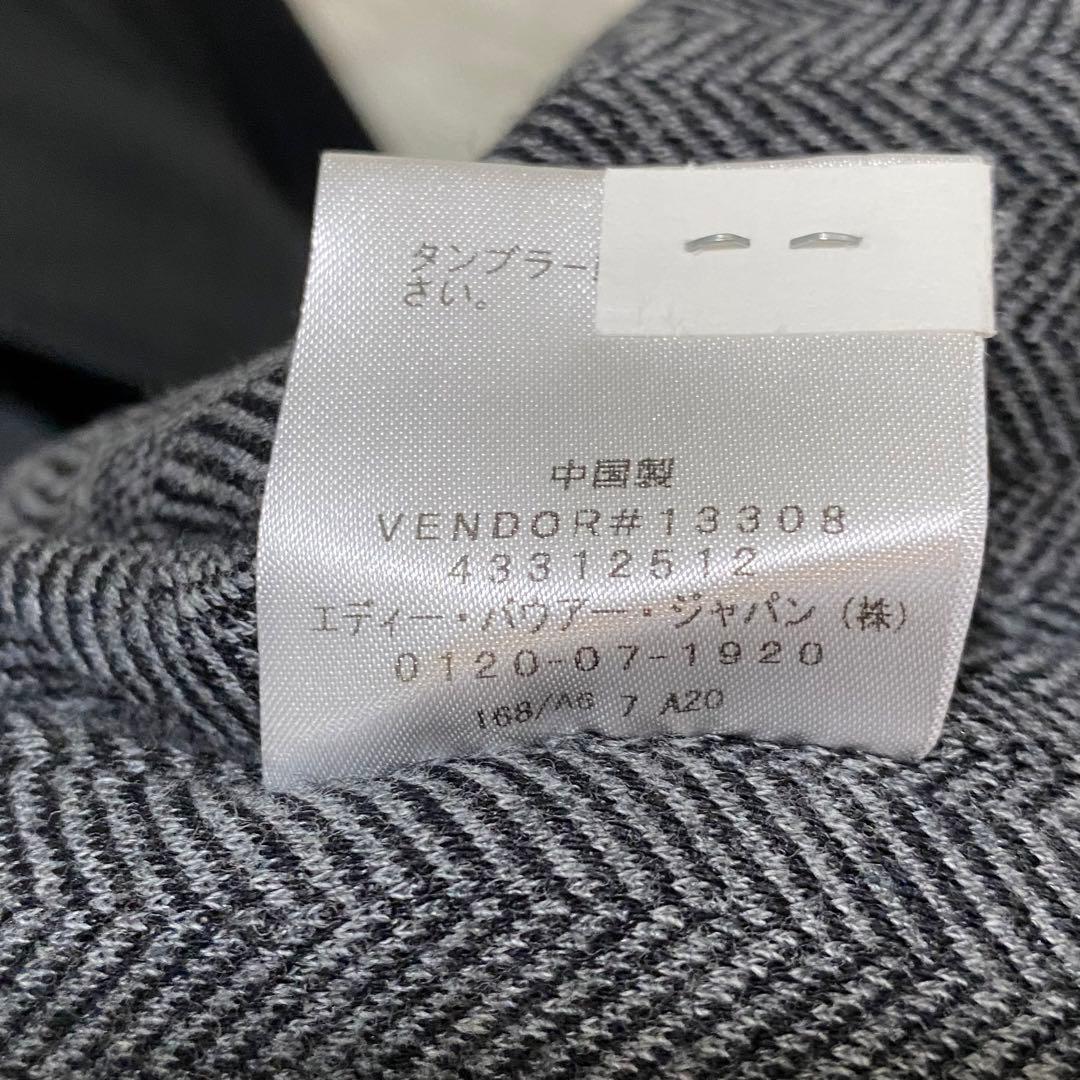 タンブラー
さい。
中国製
VENDOR#13308
43312512
エディー・バウアー・ジャパン（株）
0120-07-1920
168/A6 7 A20